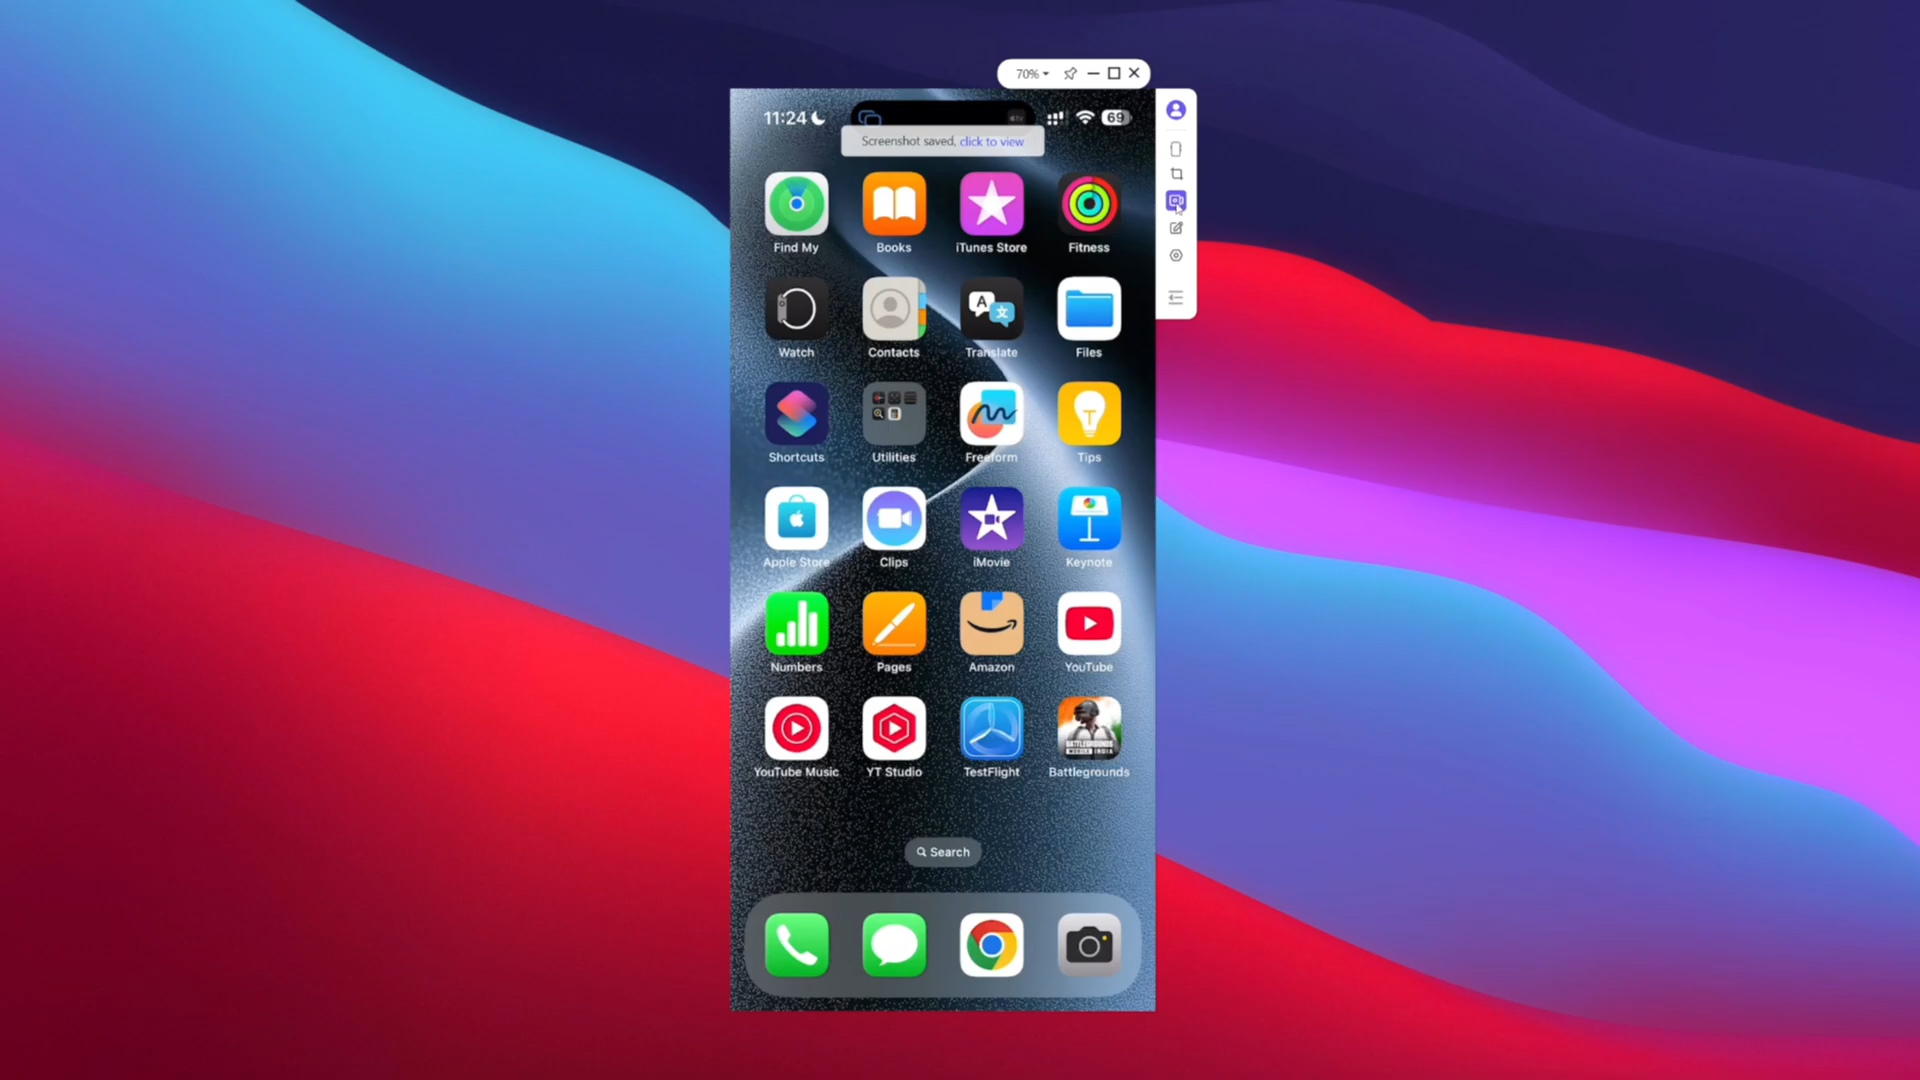 70%
11:24
69
Screenshot saved, click to view
Find My
Books
iTunes Store
Fitness
Watch
Contacts
Translate
Files
Shortcuts
Utilities
Freeform
Tips
Apple Store
Clips
iMovie
Keynote
Numbers
Pages
Amazon
YouTube
YouTube Music
YT Studio
TestFlight
Battlegrounds
Search